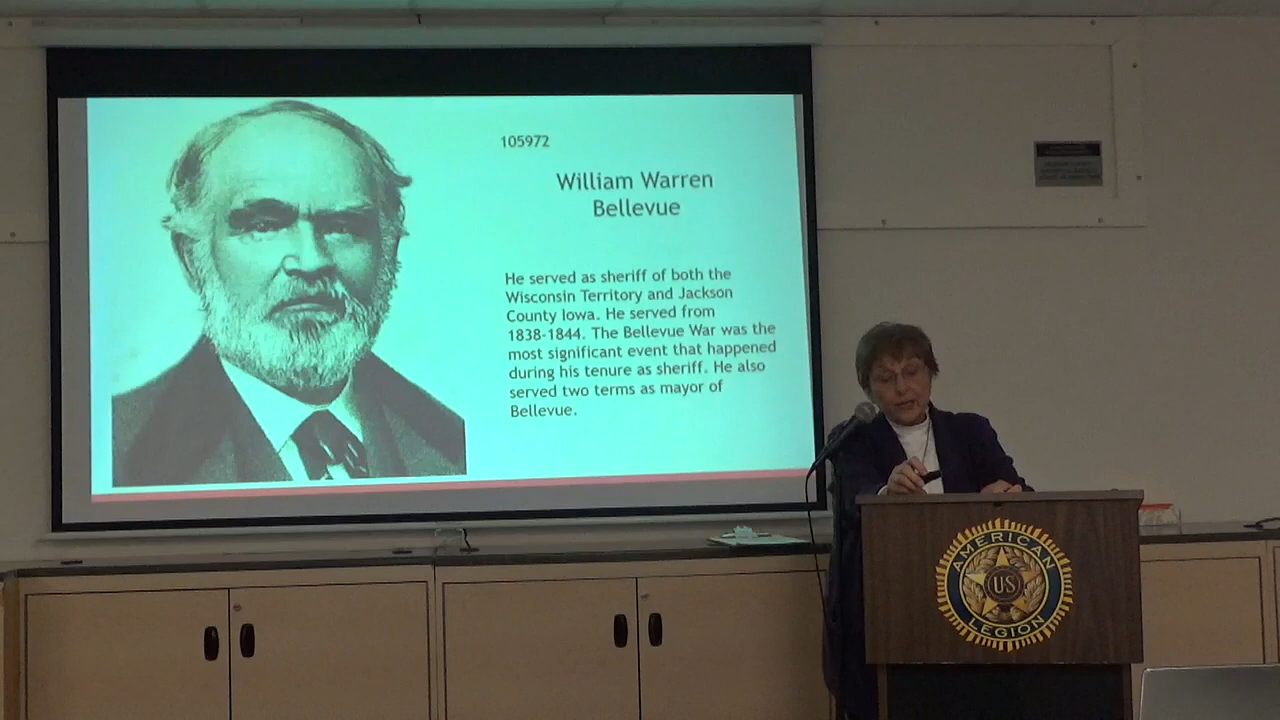 105972
William Warren
Bellevue
He served as sheriff of both the
Wisconsin Territory and Jackson
County Iowa. He served from
1838-1844. The Bellevue War was the
most significant event that happened
during his tenure as sheriff. He also
served two terms as mayor of
Bellevue.
AMERICAN
US
LEGION